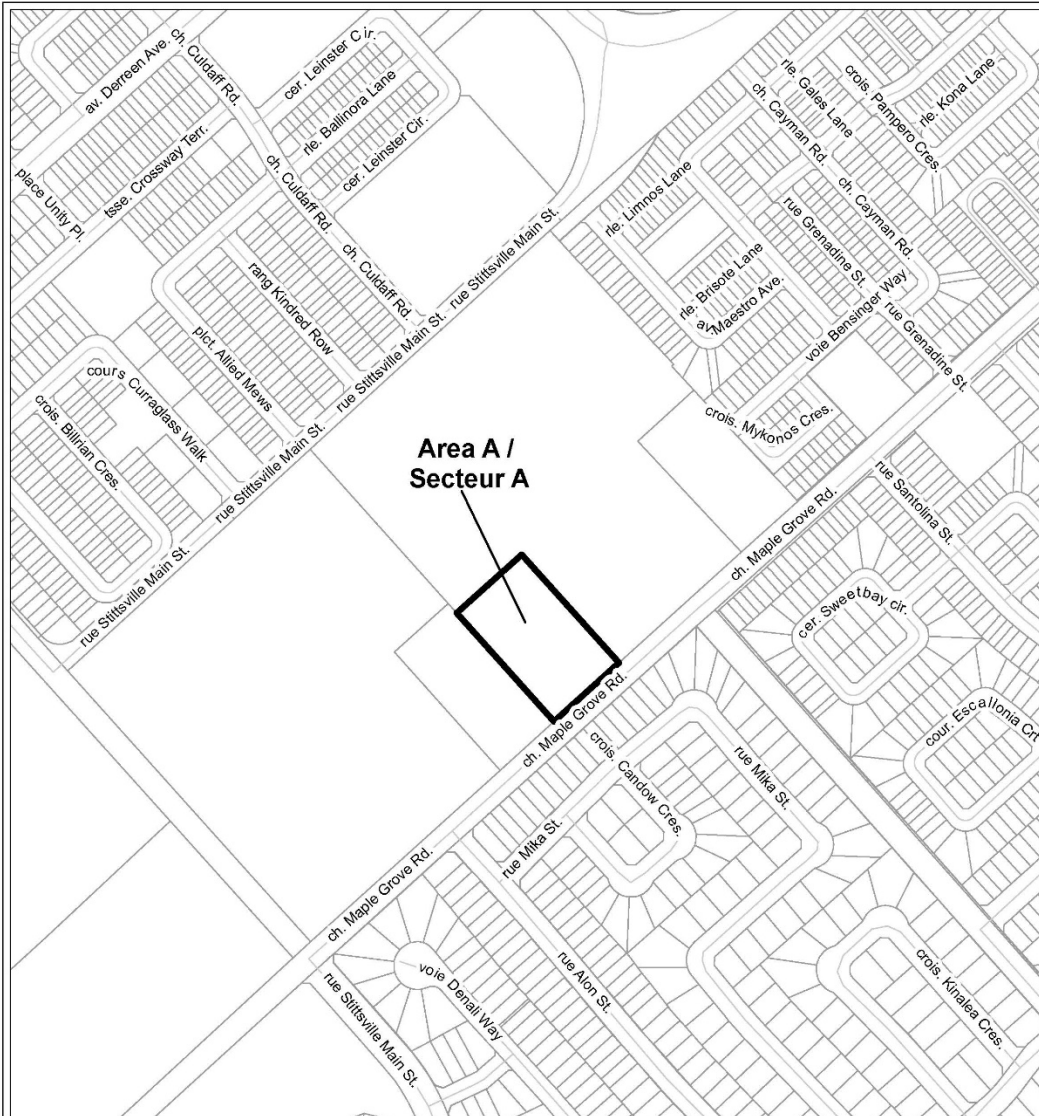 av. Derreen Ave.
ch. Culdaff Rd.
cer. Leinster Cir.
rle. Ballinora Lane
cer. Leinster Cir.
tsse. Crossway Terr.
place Unity Pl.
ch. Culdaff Rd.
ch. Culdaff Rd.
rue Stittsville Main St.
rang Kindred Row
plct. Allied Mews
rue Stittsville Main St.
cours Curraglass Walk
crois. Billrian Cres.
rue Stittsville Main St.
rue Stittsville Main St.
rle. Gales Lane
crois. Pampero Cres.
rle. Kona Lane
ch. Cayman Rd.
ch. Cayman Rd.
rle. Limnos Lane
rue Grenadine St.
rle. Brisote Lane
av. Maestro Ave.
voie Bensinger Way
rue Grenadine St.
crois. Mykonos Cres.
Area A /
Secteur A
rue Santolina St.
ch. Maple Grove Rd.
cer. Sweetbay cir.
cour. Escallonia Crt
ch. Maple Grove Rd.
crois. Candow Cres.
rue Mika St.
rue Mika St.
ch. Maple Grove Rd.
rue Alon St.
voie Denali Way
rue Stittsville Main St.
crois. Kinalea Cres.